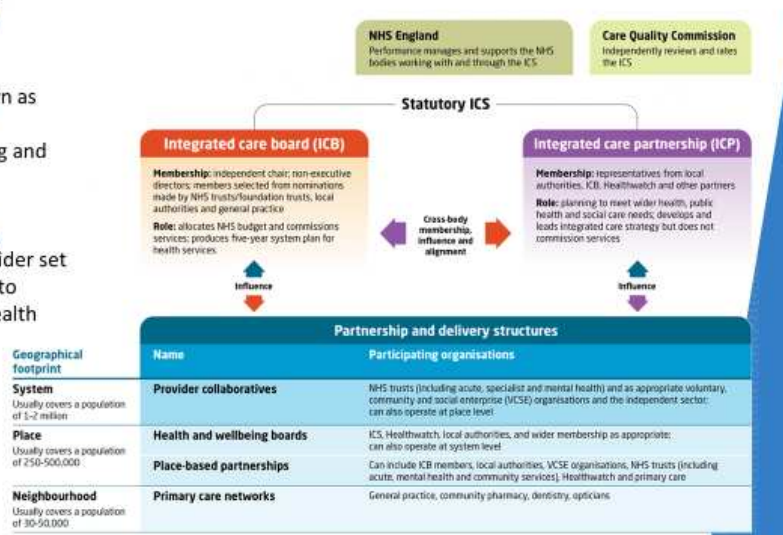 n as
g and
ider set
to
ealth
NHS England
Performance manages and supports the NHS
bodies working with and through the ICS
Care Quality Commission
Independently reviews and rates
the ICS
Statutory ICS
Integrated care board (ICB)
Membership: independent chair; non-executive
directors; members selected from nominations
made by NHS trusts/foundation trusts, local
authorities and general practice
Role: allocates NHS budget and commissions
services; produces five-year system plan for
health services
Cross-body
membership,
influence and
alignment
Integrated care partnership (ICP)
Membership: representatives from local
authorities, ICB, Healthwatch and other partners
Role: planning to meet wider health, public
health and social care needs; develops and
leads integrated care strategy but does not
commission services
Influence
Influence
Partnership and delivery structures
Geographical
footprint
Name
Participating organisations
System
Usually covers a population
of 1–2 million
Provider collaboratives
NHS trusts (including acute, specialist and mental health) and as appropriate voluntary,
community and social enterprise (VCSE) organisations and the independent sector;
can also operate at place level
Place
Usually covers a population
of 250-500,000
Health and wellbeing boards
ICS, Healthwatch, local authorities, and wider membership as appropriate;
can also operate at system level
Place-based partnerships
Can include ICB members, local authorities, VCSE organisations, NHS trusts (including
acute, mental health and community services), Healthwatch and primary care
Neighbourhood
Usually covers a population
of 30-50,000
Primary care networks
General practice, community pharmacy, dentistry, opticians